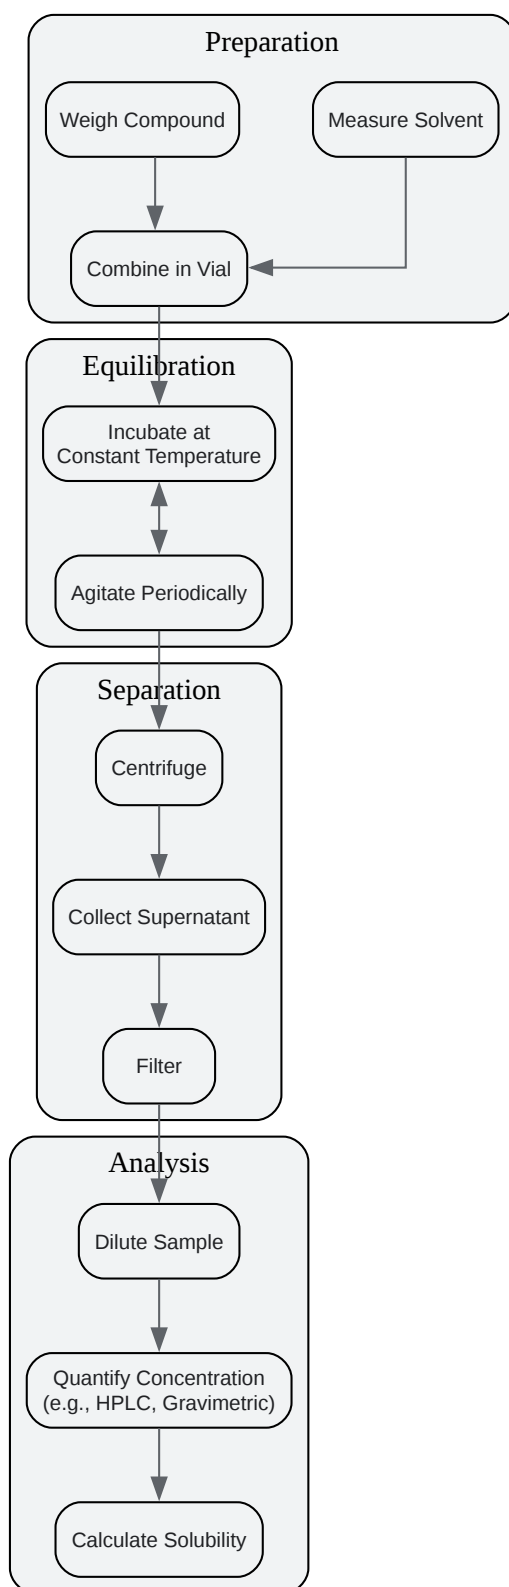 Preparation
Weigh Compound
Measure Solvent
Combine in Vial
Equilibration
Incubate at
Constant Temperature
Agitate Periodically
Separation
Centrifuge
Collect Supernatant
Filter
Analysis
Dilute Sample
Quantify Concentration
(e.g., HPLC, Gravimetric)
Calculate Solubility